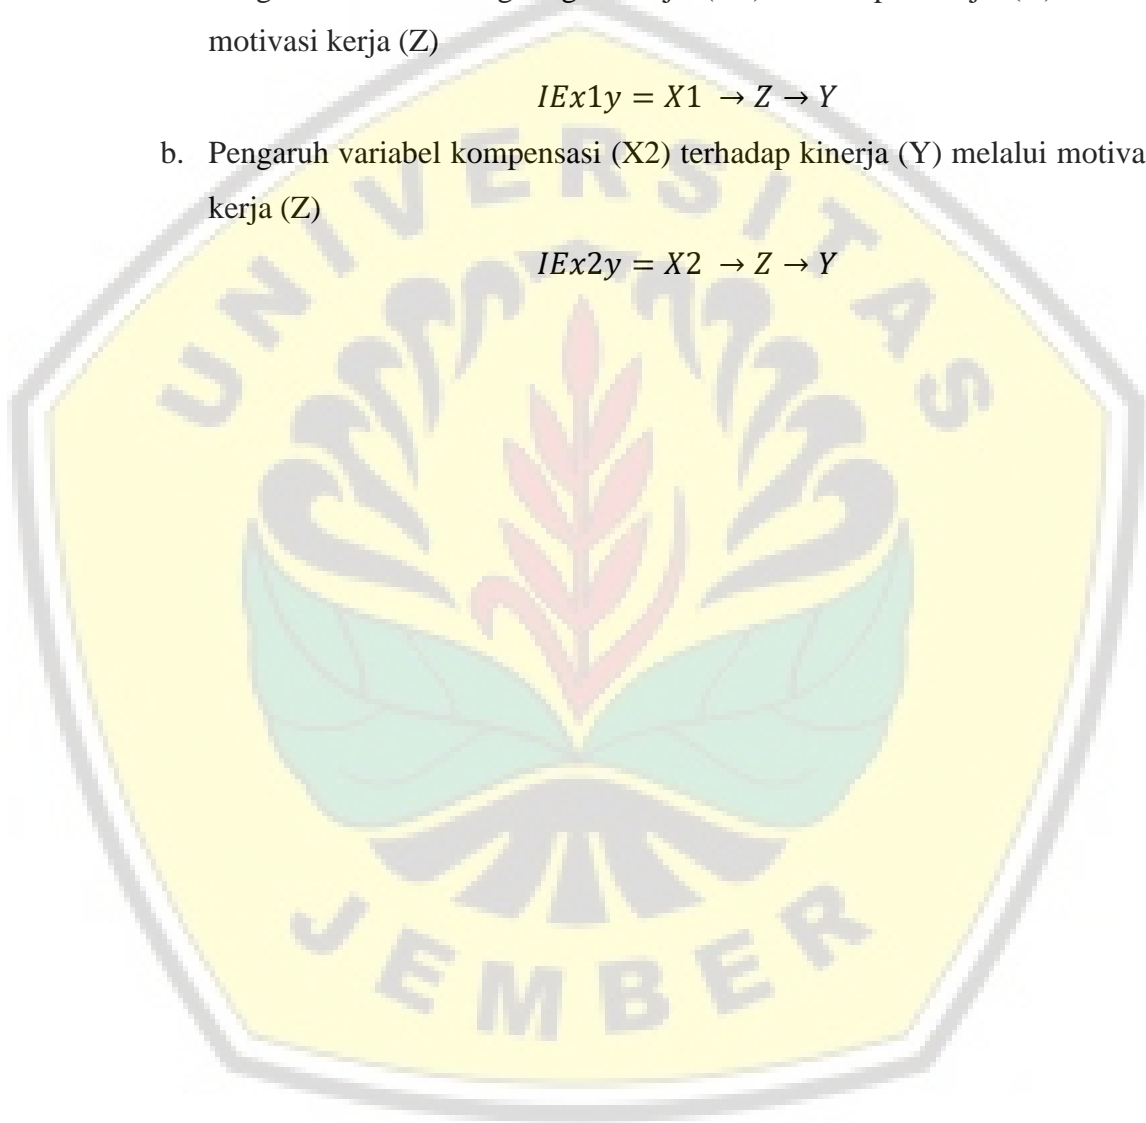 motivasi kerja (Z)
IEx1y = X1 → Z → Y
b. Pengaruh variabel kompensasi (X2) terhadap kinerja (Y) melalui motiva
kerja (Z)
IEx2y = X2 → Z → Y
UNIVERSITAS
JEMBER